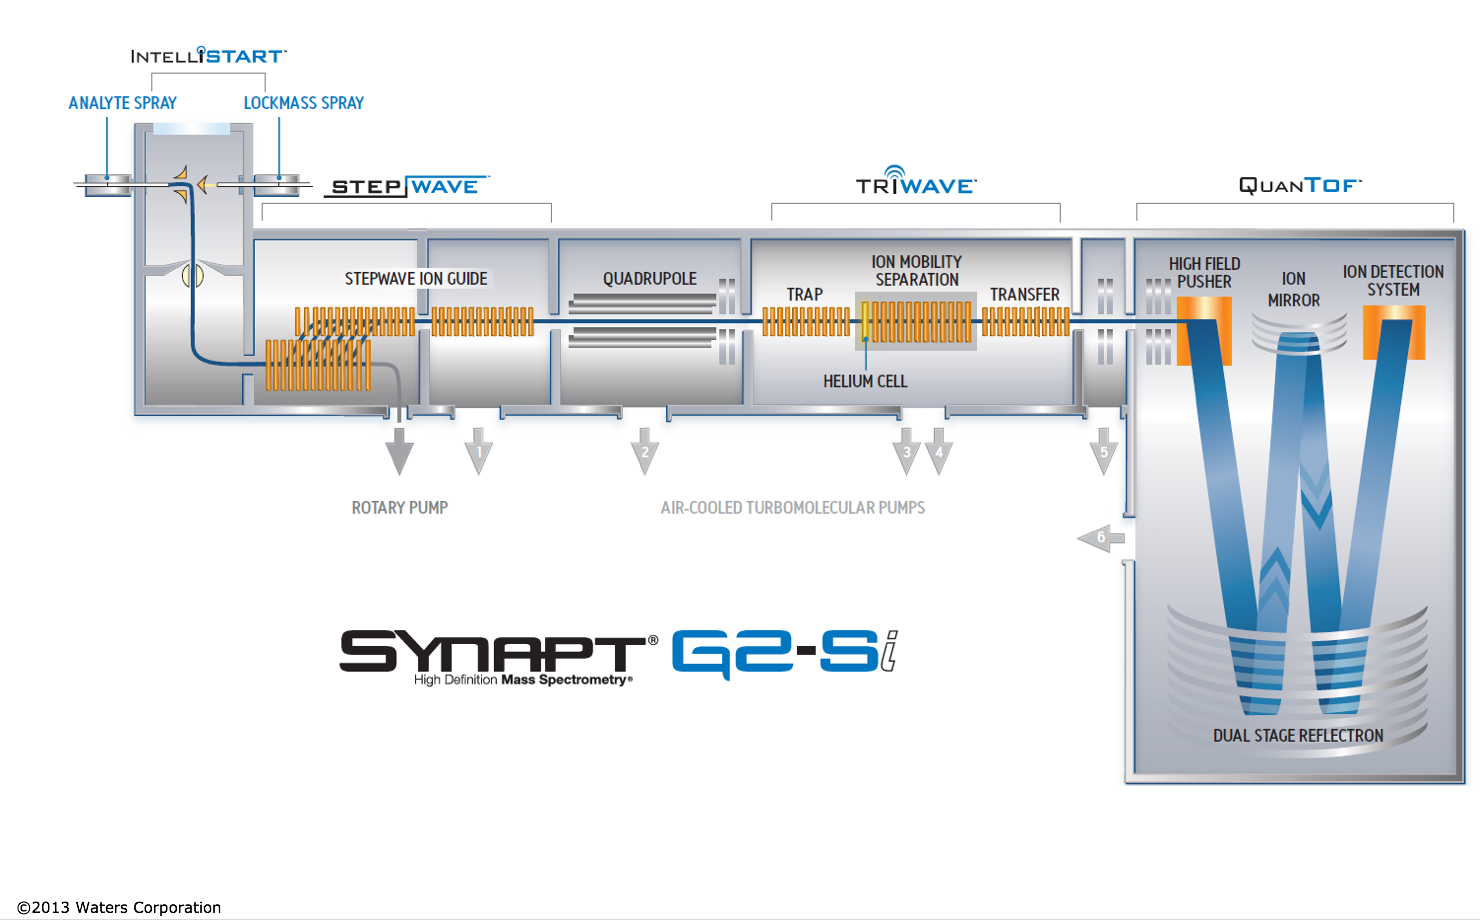 INTELLiSTART™
ANALYTE SPRAY
LOCKMASS SPRAY
STEPWAVE™
TRIWAVE™
QUANTOF™
STEPWAVE ION GUIDE
QUADRUPOLE
ION MOBILITY
SEPARATION
TRAP
TRANSFER
HELIUM CELL
HIGH FIELD
PUSHER
ION
MIRROR
ION DETECTION
SYSTEM
1
2
3
4
5
6
ROTARY PUMP
AIR-COOLED TURBOMOLECULAR PUMPS
SYNAPT® G2-Si
High Definition Mass Spectrometry®
DUAL STAGE REFLECTRON
©2013 Waters Corporation